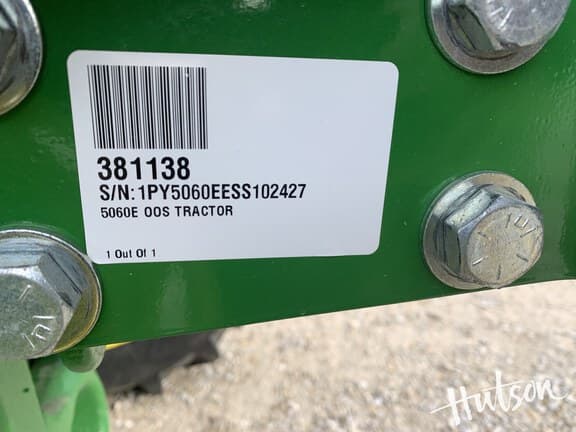 381138
S/N: 1PY5060EESS102427
5060E OOS TRACTOR
1 Out Of 1
Hutson